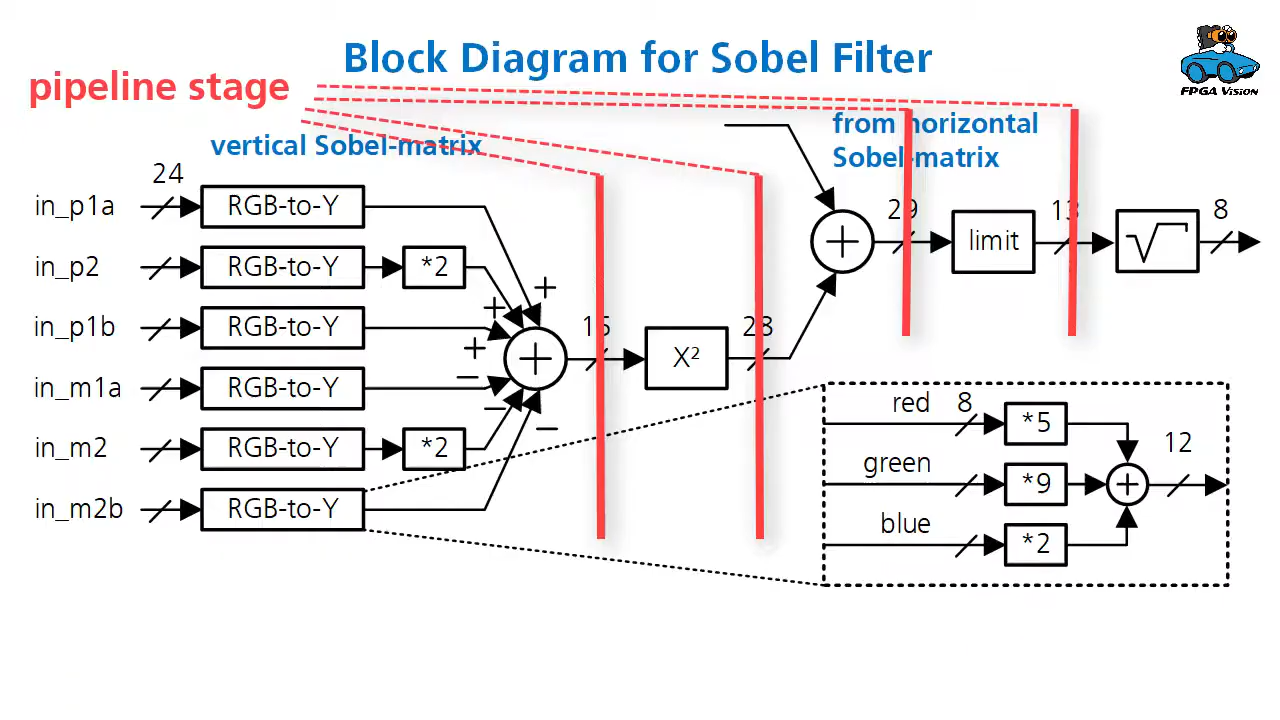 Block Diagram for Sobel Filter
FPGA Vision
pipeline stage
from horizontal
Sobel-matrix
vertical Sobel-matrix
24
in_p1a
RGB-to-Y
29
limit
13
8
in_p2
RGB-to-Y
*2
+
+
in_p1b
RGB-to-Y
+
+
15
X²
23
in_m1a
RGB-to-Y
−
−
in_m2
RGB-to-Y
*2
−
in_m2b
RGB-to-Y
red
8
*5
green
*9
+
12
blue
*2